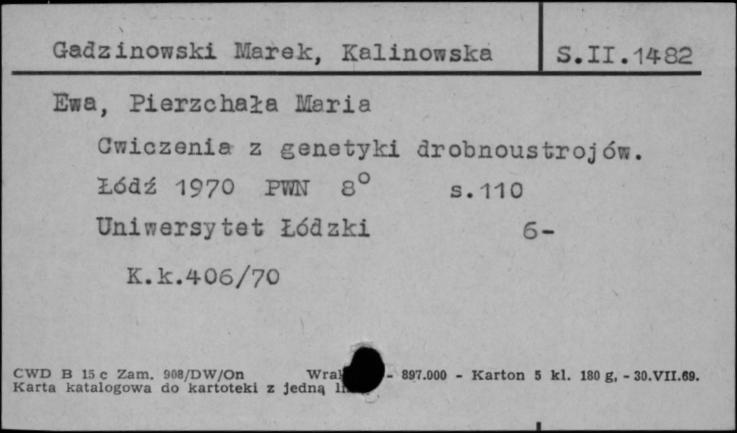 Gadzinowski Marek, Kalinowska S.II.1482
Ewa, Pierzchała Maria
Cwiczenia z genetyki drobnoustrojów.
Łódź 1970 PWN 8° s.110
Uniwersytet Łódzki 6-
K.k.406/70
CWD B 15 c Zam. 908/DW/On - 897.000 - Karton 5 kl. 180 g. - 30.VII.69.
Karta katalogowa do kartoteki z jedną